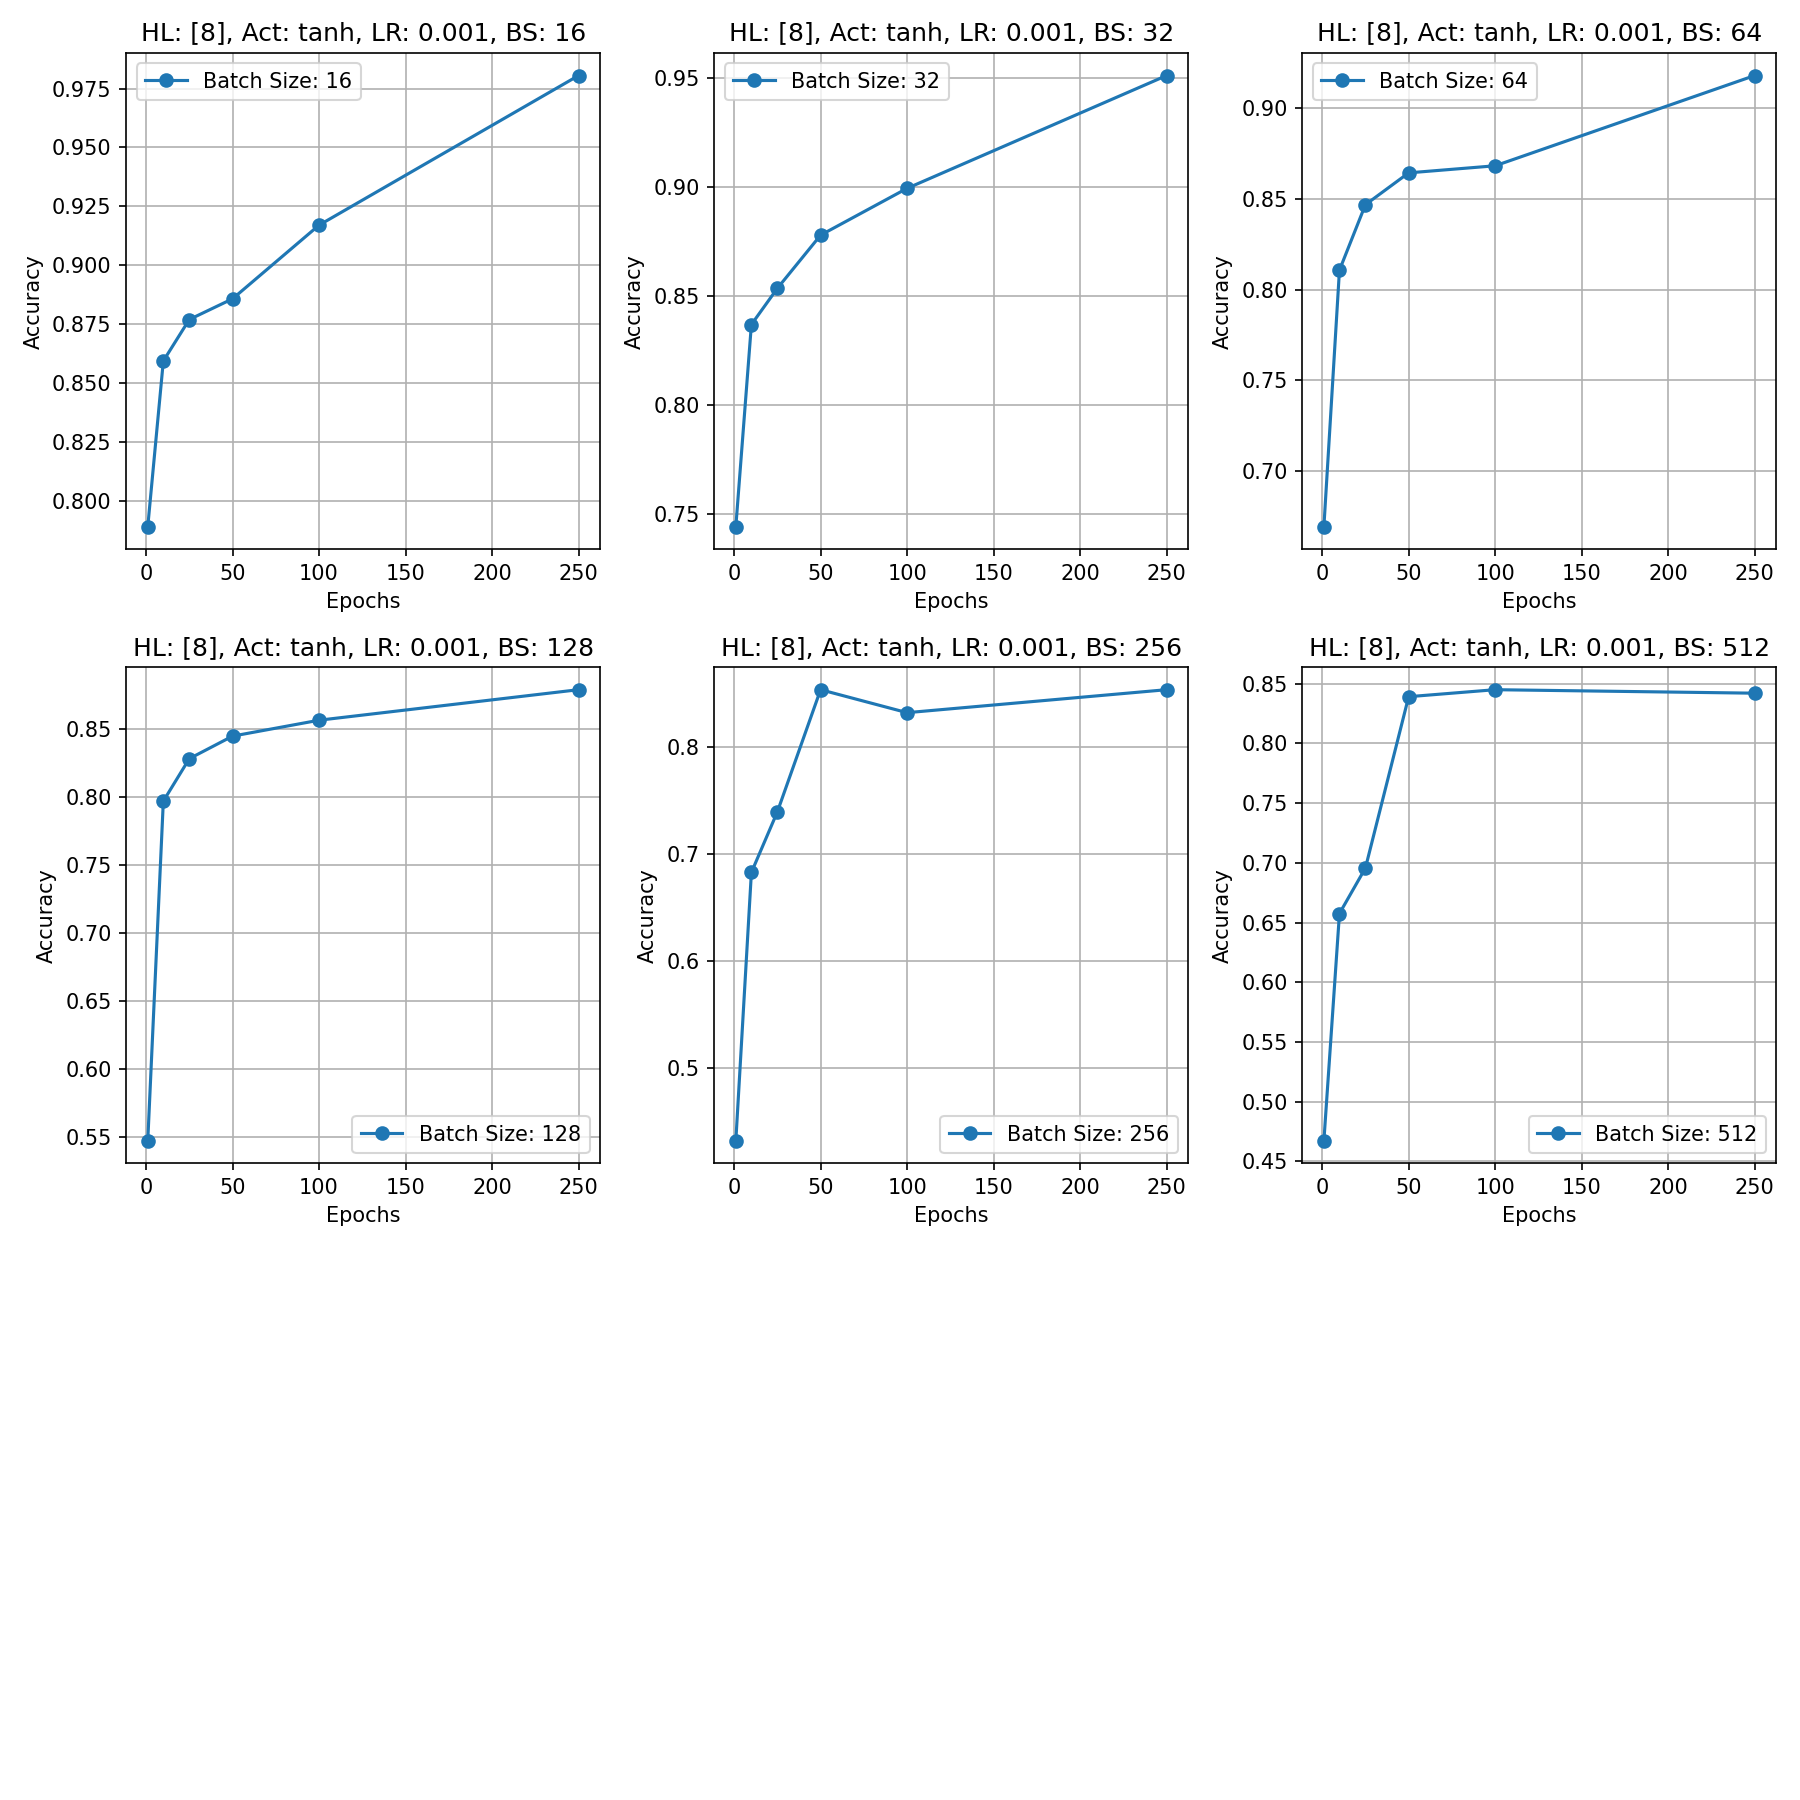 HL: [8], Act: tanh, LR: 0.001, BS: 16
Batch Size: 16
0.975
0.950
0.925
0.900
0.875
0.850
0.825
0.800
Accuracy
0 50 100 150 200 250
Epochs
HL: [8], Act: tanh, LR: 0.001, BS: 32
Batch Size: 32
0.95
0.90
0.85
0.80
0.75
Accuracy
0 50 100 150 200 250
Epochs
HL: [8], Act: tanh, LR: 0.001, BS: 64
Batch Size: 64
0.90
0.85
0.80
0.75
0.70
Accuracy
0 50 100 150 200 250
Epochs
HL: [8], Act: tanh, LR: 0.001, BS: 128
0.85
0.80
0.75
0.70
0.65
0.60
0.55
Accuracy
Batch Size: 128
0 50 100 150 200 250
Epochs
HL: [8], Act: tanh, LR: 0.001, BS: 256
0.8
0.7
0.6
0.5
Accuracy
Batch Size: 256
0 50 100 150 200 250
Epochs
HL: [8], Act: tanh, LR: 0.001, BS: 512
0.85
0.80
0.75
0.70
0.65
0.60
0.55
0.50
0.45
Accuracy
Batch Size: 512
0 50 100 150 200 250
Epochs